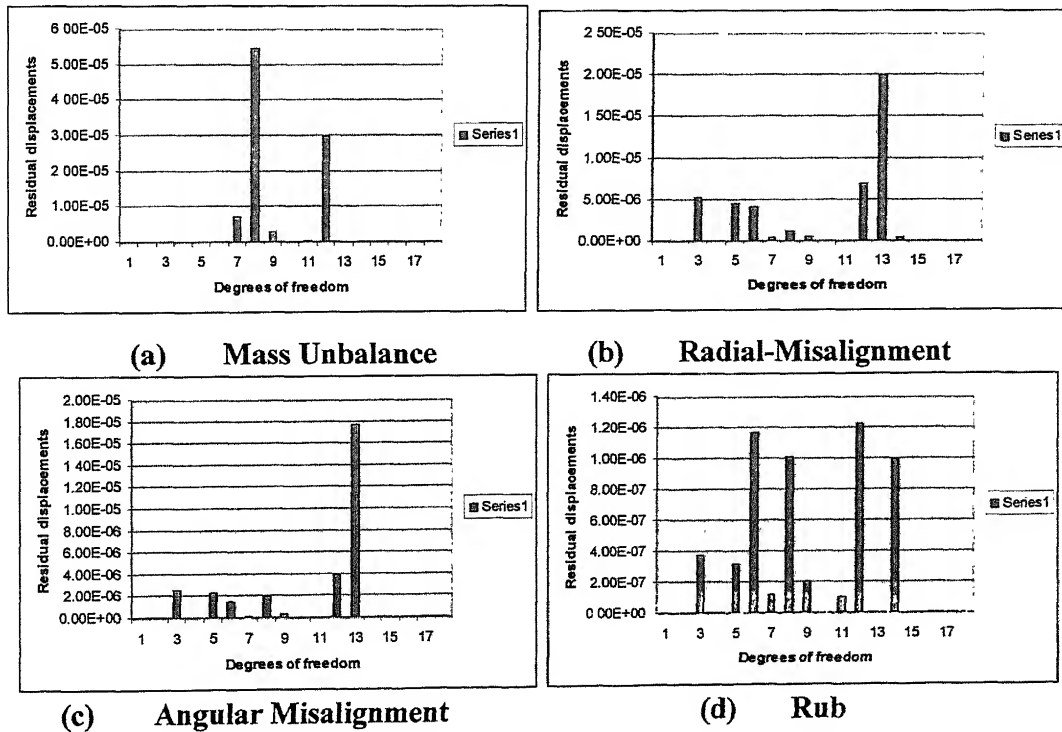 6 00E-05
5.00E-05
4.00E-05
3.00E-05
2.00E-05
1.00E-05
0.00E+00
Residual displacements
1 3 5 7 9 11 13 15 17
Degrees of freedom
Series1
(a) Mass Unbalance
2 50E-05
2.00E-05
1.50E-05
1.00E-05
5.00E-06
0.00E+00
Residual displacements
1 3 5 7 9 11 13 15 17
Degrees of freedom
Series1
(b) Radial-Misalignment
2.00E-05
1.80E-05
1.60E-05
1.40E-05
1.20E-05
1.00E-05
8.00E-06
6.00E-06
4.00E-06
2.00E-06
0.00E+00
Residual displacements
1 3 5 7 9 11 13 15 17
Degrees of freedom
Series1
(c) Angular Misalignment
1.40E-06
1.20E-06
1.00E-06
8.00E-07
6.00E-07
4.00E-07
2.00E-07
0 00E+00
Residual displacements
1 3 5 7 9 11 13 15 17
Degrees of freedom
Series1
(d) Rub